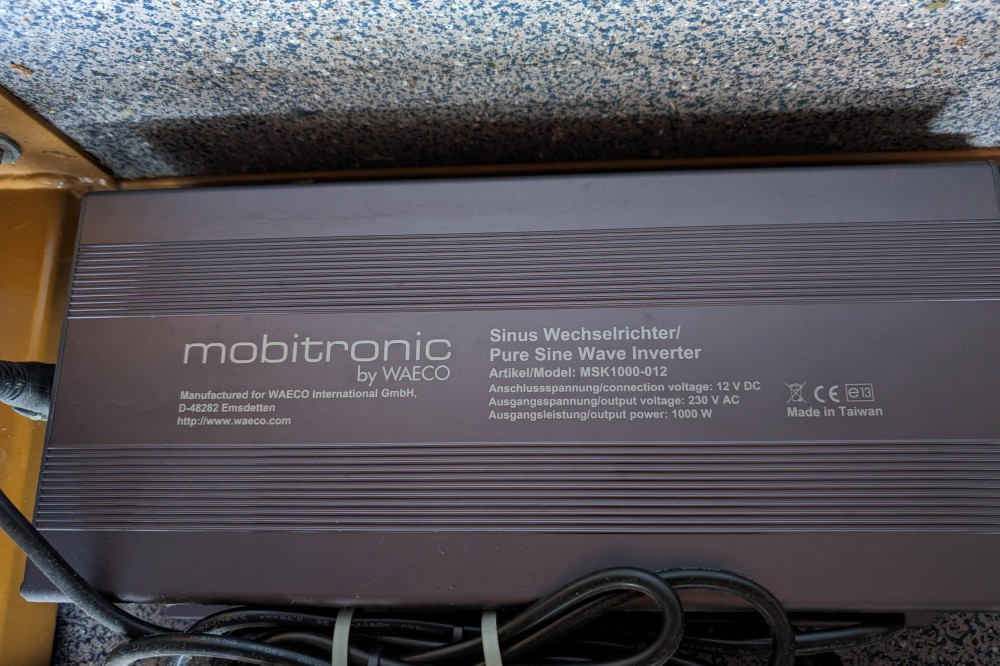 mobitronic
by WAECO
Manufactured for WAECO International GmbH,
D-48282 Emsdetten
http://www.waeco.com
Sinus Wechselrichter/
Pure Sine Wave Inverter
Artikel/Model: MSK1000-012
Anschlussspannung/connection voltage: 12 V DC
Ausgangsspannung/output voltage: 230 V AC
Ausgangsleistung/output power: 1000 W
CE e13
Made in Taiwan